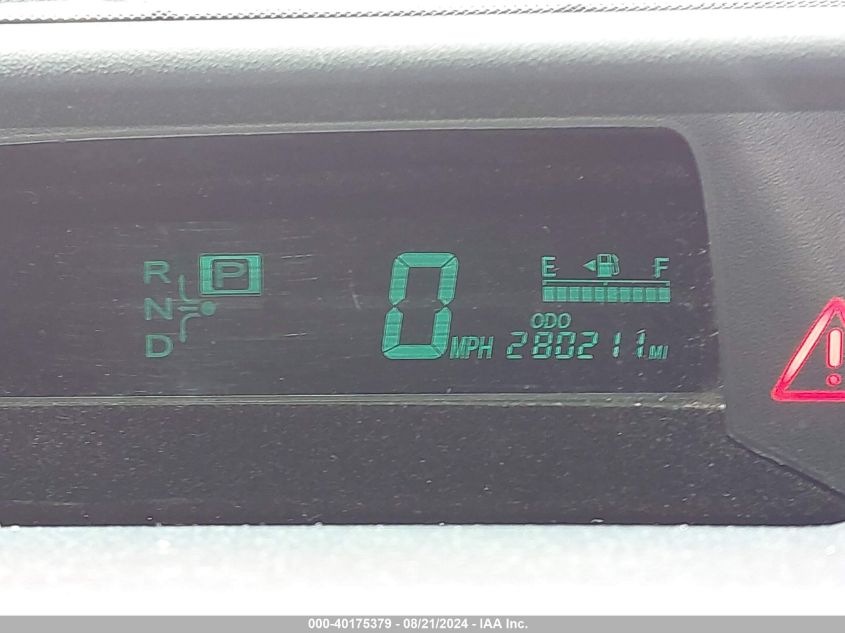 R P
N
D
0 MPH
E F
ODO
280211 MI
000-40175379 - 08/21/2024 - IAA Inc.